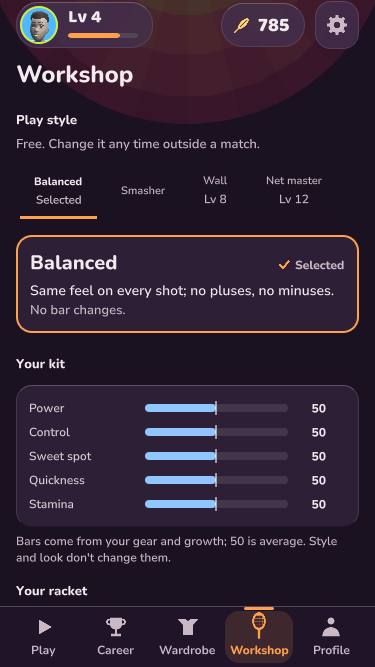 Lv 4
785
Workshop
Play style
Free. Change it any time outside a match.
Balanced
Selected
Smasher
Wall
Lv 8
Net master
Lv 12
Balanced
Selected
Same feel on every shot; no pluses, no minuses.
No bar changes.
Your kit
Power 50
Control 50
Sweet spot 50
Quickness 50
Stamina 50
Bars come from your gear and growth; 50 is average. Style
and look don't change them.
Your racket
Play
Career
Wardrobe
Workshop
Profile